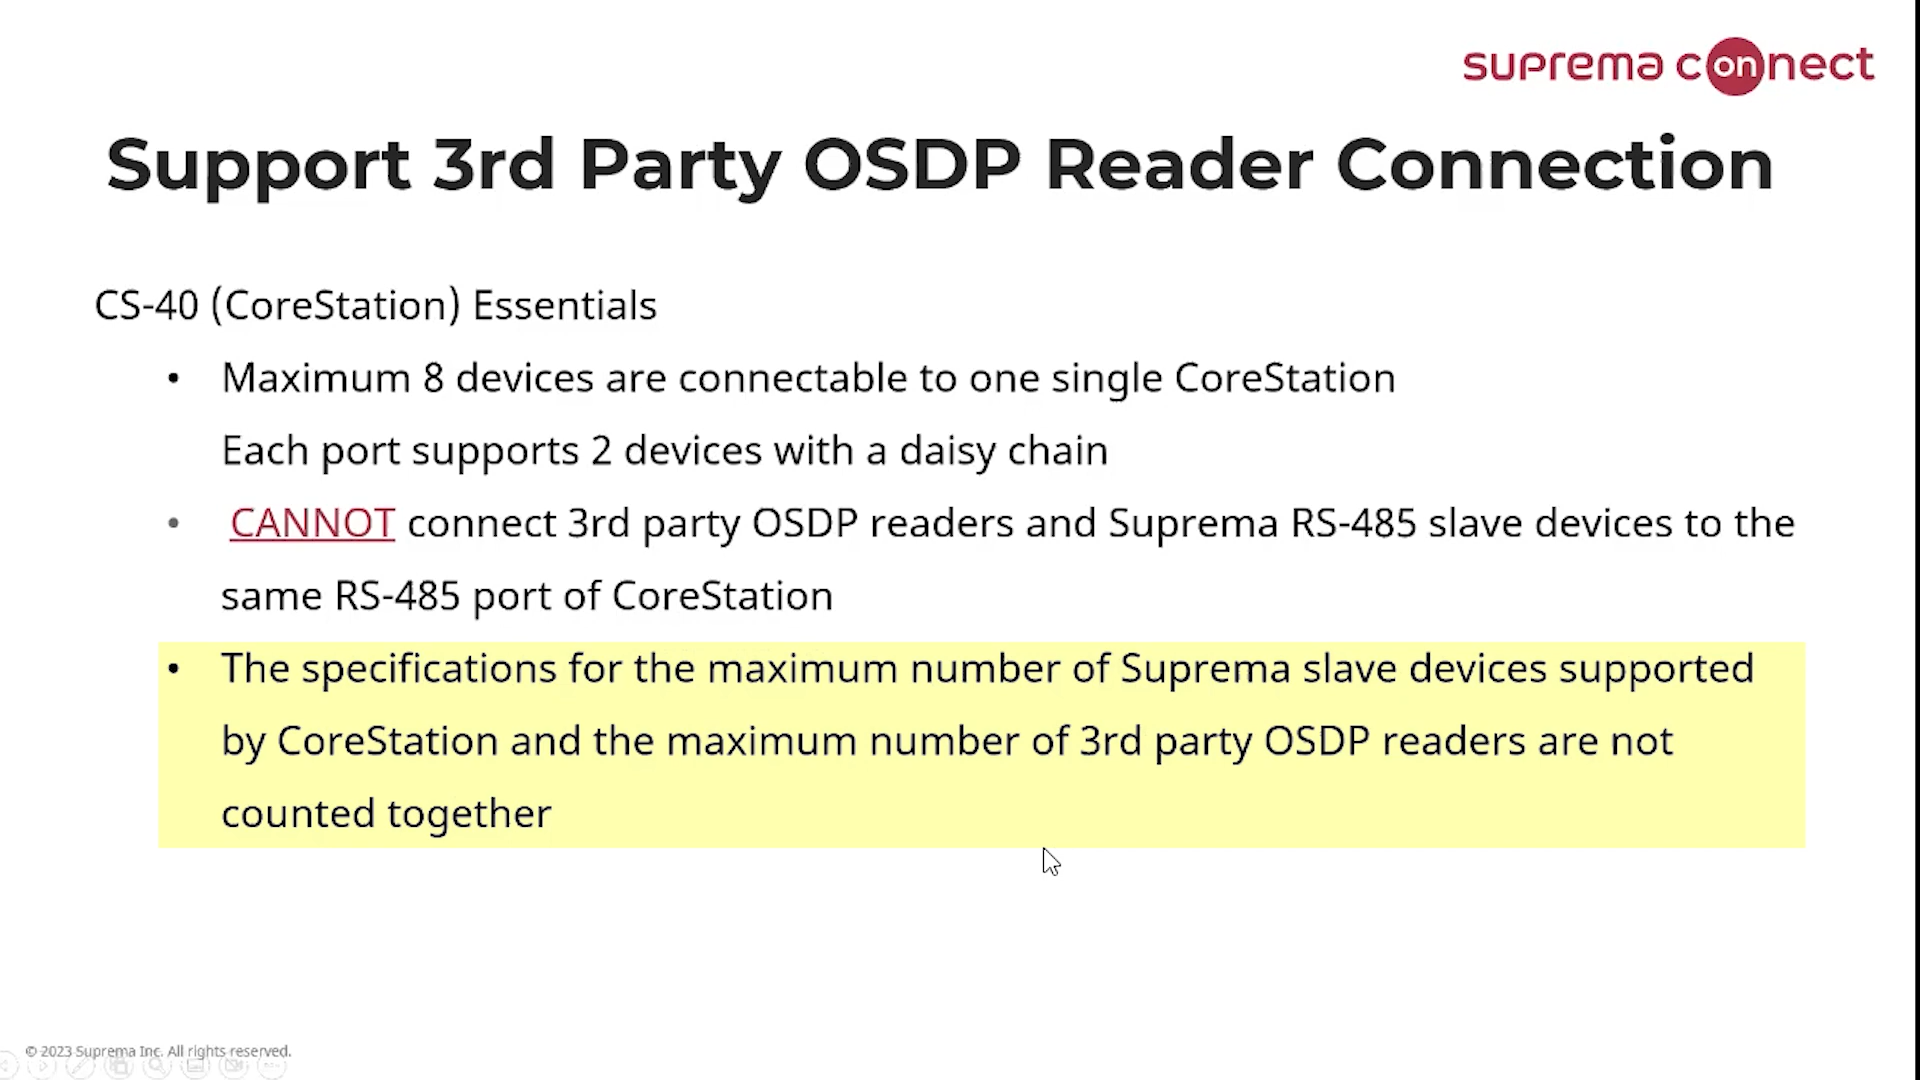 suprema connect
Support 3rd Party OSDP Reader Connection
CS-40 (CoreStation) Essentials
• Maximum 8 devices are connectable to one single CoreStation
Each port supports 2 devices with a daisy chain
• CANNOT connect 3rd party OSDP readers and Suprema RS-485 slave devices to the
same RS-485 port of CoreStation
• The specifications for the maximum number of Suprema slave devices supported
by CoreStation and the maximum number of 3rd party OSDP readers are not
counted together
© 2023 Suprema Inc. All rights reserved.